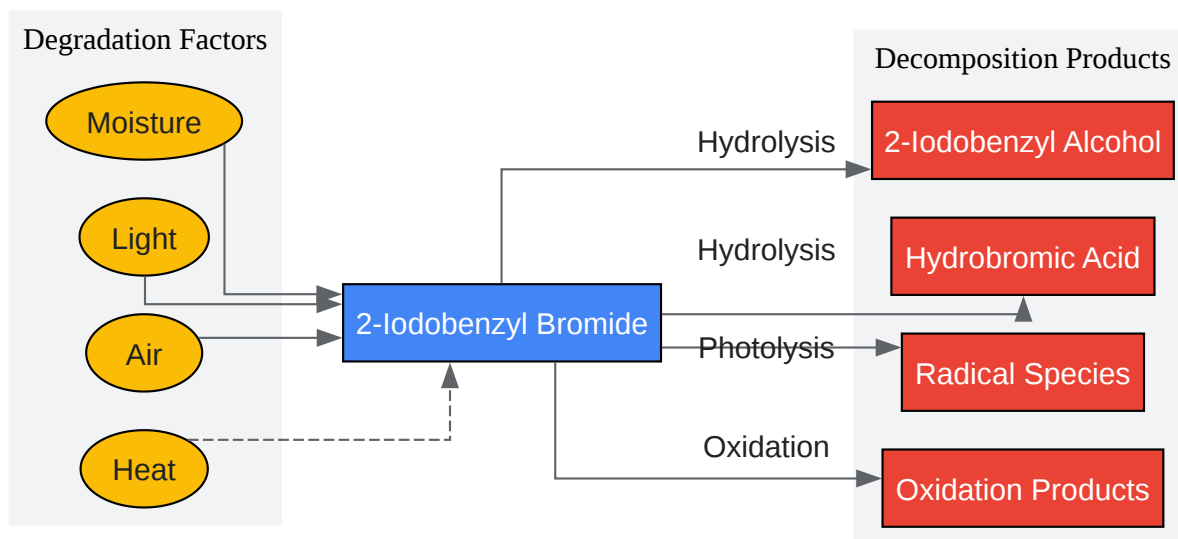 Degradation Factors
Moisture
Light
Air
Heat
2-Iodobenzyl Bromide
Hydrolysis
Hydrolysis
Photolysis
Oxidation
Decomposition Products
2-Iodobenzyl Alcohol
Hydrobromic Acid
Radical Species
Oxidation Products